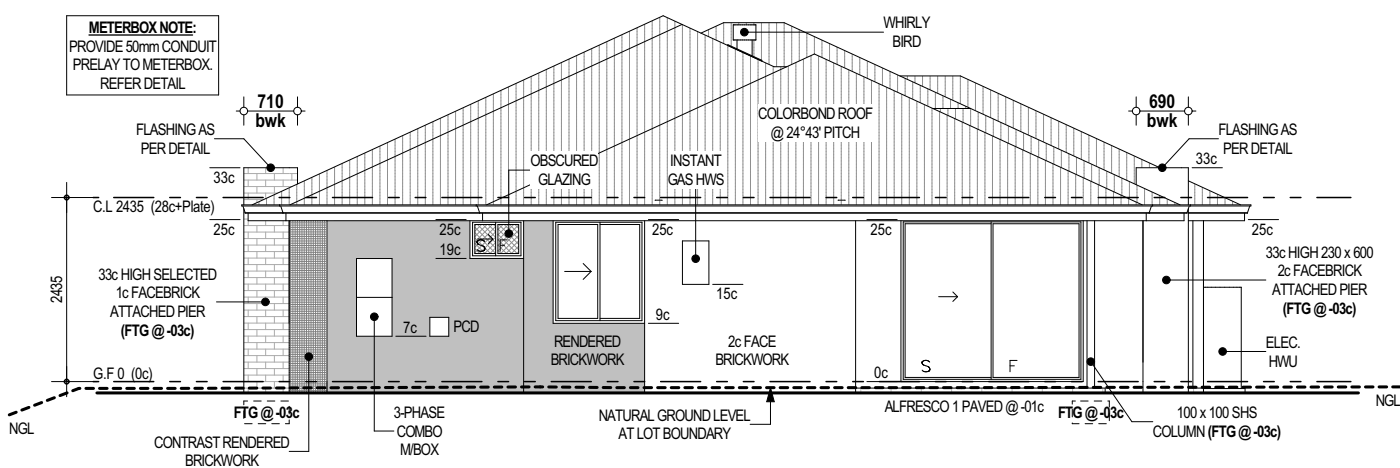 METERBOX NOTE:
PROVIDE 50mm CONDUIT
PRELAY TO METERBOX.
REFER DETAIL
WHIRLY
BIRD
710
bwk
690
bwk
FLASHING AS
PER DETAIL
COLORBOND ROOF
@ 24°43' PITCH
FLASHING AS
PER DETAIL
OBSCURED
GLAZING
INSTANT
GAS HWS
33c
33c
C.L 2435 (28c+Plate)
25c
25c
25c
25c
25c
19c
S F
2435
33c HIGH SELECTED
1c FACEBRICK
ATTACHED PIER
(FTG @ -03c)
15c
33c HIGH 230 x 600
2c FACEBRICK
ATTACHED PIER
(FTG @ -03c)
7c
PCD
9c
RENDERED
BRICKWORK
2c FACE
BRICKWORK
ELEC.
HWU
G.F 0 (0c)
0c
S
F
NGL
FTG @ -03c
3-PHASE
COMBO
M/BOX
NATURAL GROUND LEVEL
AT LOT BOUNDARY
ALFRESCO 1 PAVED @ -01c
FTG @ -03c
100 x 100 SHS
COLUMN (FTG @ -03c)
NGL
CONTRAST RENDERED
BRICKWORK